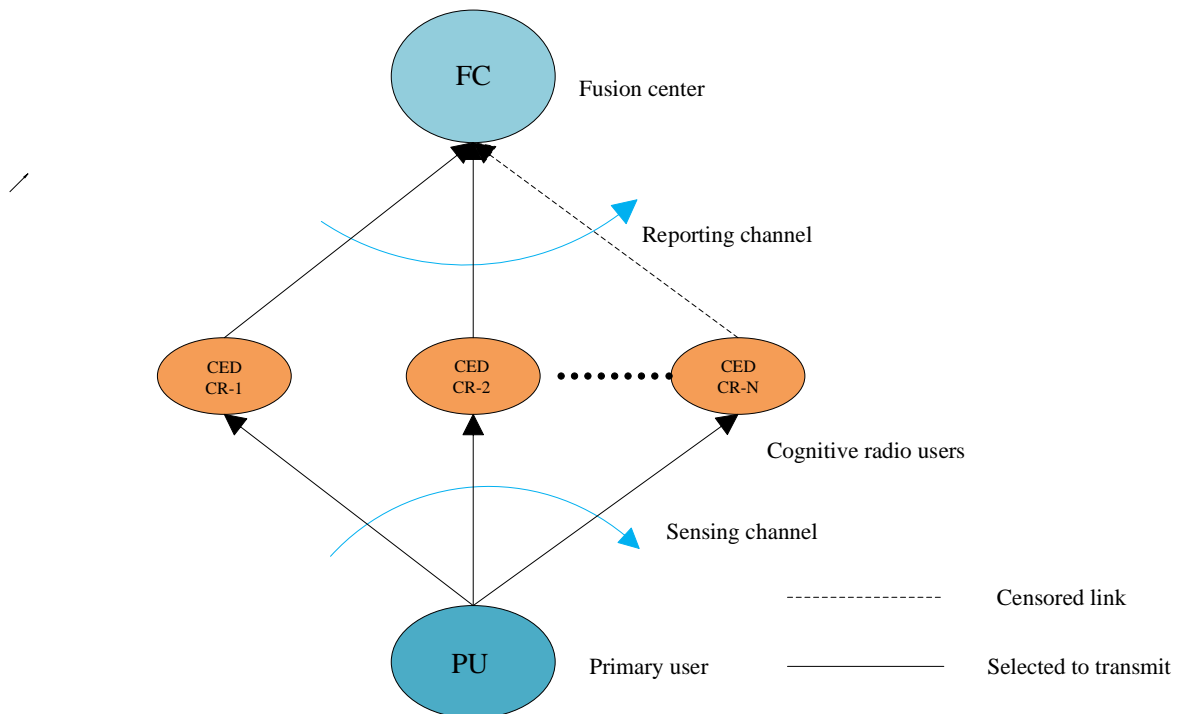 FC
Fusion center
Reporting channel
CED
CR-1
CED
CR-2
CED
CR-N
Cognitive radio users
Sensing channel
Censored link
PU
Primary user
Selected to transmit